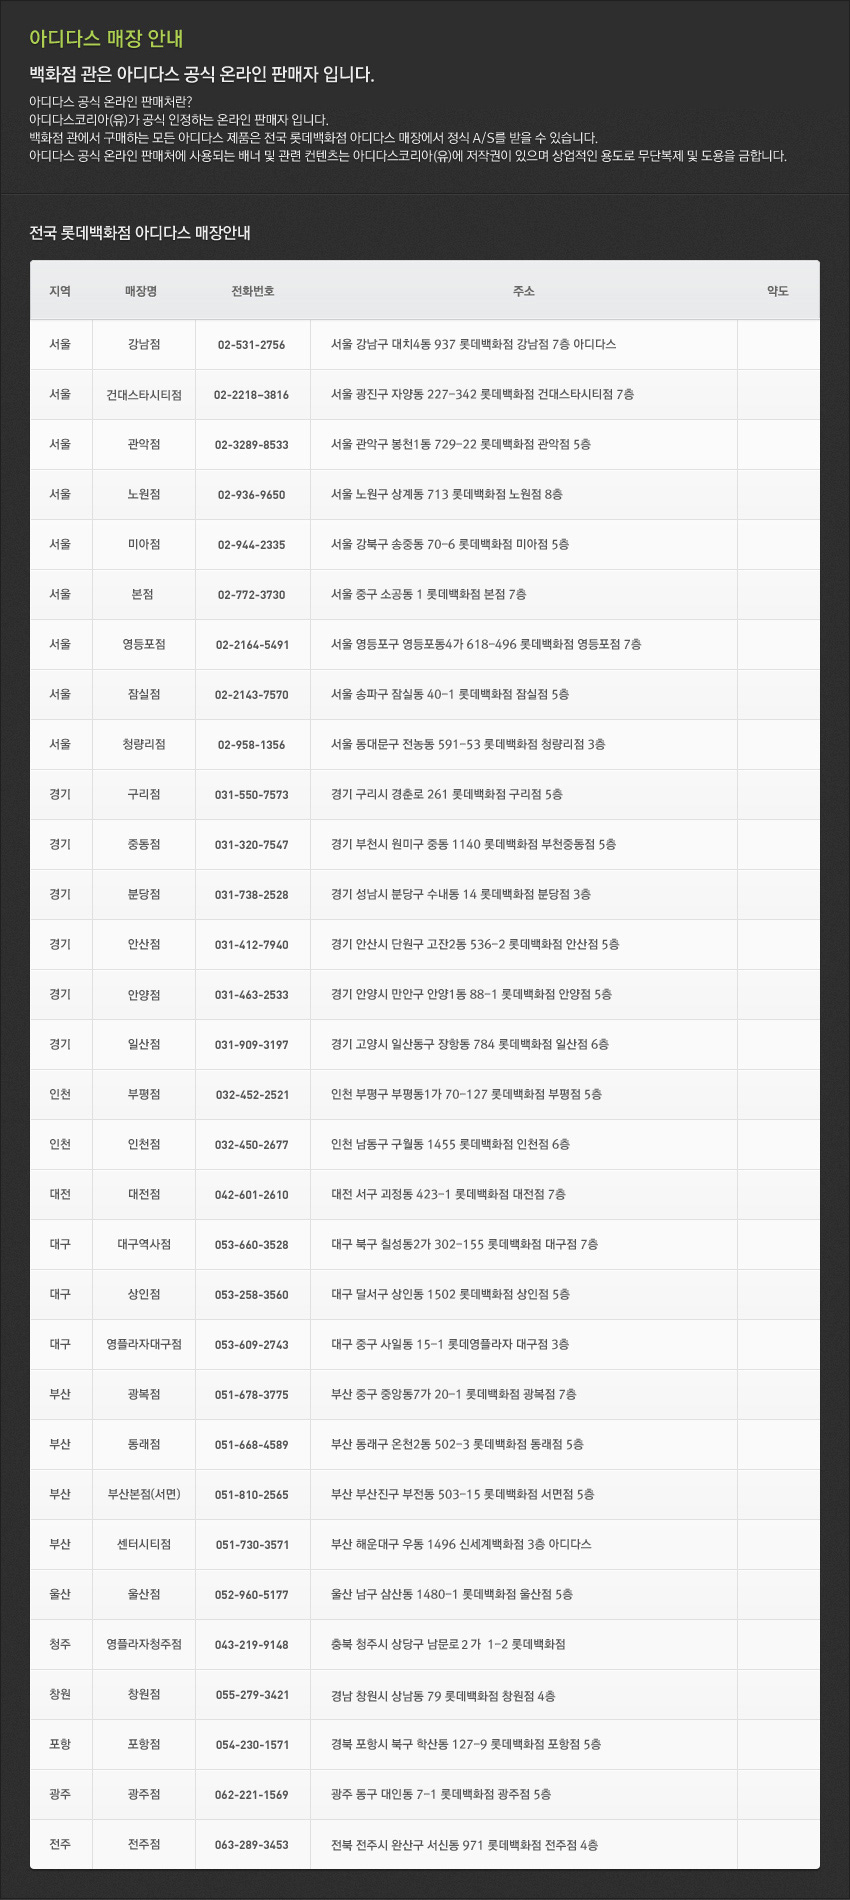 아디다스 매장 안내
백화점 관은 아디다스 공식 온라인 판매자 입니다.
아디다스 공식 온라인 판매처란?
아디다스코리아(유)가 공식 인정하는 온라인 판매자 입니다.
백화점 관에서 구매하는 모든 아디다스 제품은 전국 롯데백화점 아디다스 매장에서 정식 A/S를 받을 수 있습니다.
아디다스 공식 온라인 판매처에 사용되는 배너 및 관련 컨텐츠는 아디다스코리아(유)에 저작권이 있으며 상업적인 용도로 무단복제 및 도용을 금합니다.
전국 롯데백화점 아디다스 매장안내
지역 매장명 전화번호 주소 약도
서울 강남점 02-531-2756 서울 강남구 대치4동 937 롯데백화점 강남점 7층 아디다스
서울 건대스타시티점 02-2218-3816 서울 광진구 자양동 227-342 롯데백화점 건대스타시티점 7층
서울 관악점 02-3289-8533 서울 관악구 봉천1동 729-22 롯데백화점 관악점 5층
서울 노원점 02-936-9650 서울 노원구 상계동 713 롯데백화점 노원점 8층
서울 미아점 02-944-2335 서울 강북구 송중동 70-6 롯데백화점 미아점 5층
서울 본점 02-772-3730 서울 중구 소공동 1 롯데백화점 본점 7층
서울 영등포점 02-2164-5491 서울 영등포구 영등포동4가 618-496 롯데백화점 영등포점 7층
서울 잠실점 02-2143-7570 서울 송파구 잠실동 40-1 롯데백화점 잠실점 5층
서울 청량리점 02-958-1356 서울 동대문구 전농동 591-53 롯데백화점 청량리점 3층
경기 구리점 031-550-7573 경기 구리시 경춘로 261 롯데백화점 구리점 5층
경기 중동점 031-320-7547 경기 부천시 원미구 중동 1140 롯데백화점 부천중동점 5층
경기 분당점 031-738-2528 경기 성남시 분당구 수내동 14 롯데백화점 분당점 3층
경기 안산점 031-412-7940 경기 안산시 단원구 고잔2동 536-2 롯데백화점 안산점 5층
경기 안양점 031-463-2533 경기 안양시 만안구 안양1동 88-1 롯데백화점 안양점 5층
경기 일산점 031-909-3197 경기 고양시 일산동구 장항동 784 롯데백화점 일산점 6층
인천 부평점 032-452-2521 인천 부평구 부평동1가 70-127 롯데백화점 부평점 5층
인천 인천점 032-450-2677 인천 남동구 구월동 1455 롯데백화점 인천점 6층
대전 대전점 042-601-2610 대전 서구 괴정동 423-1 롯데백화점 대전점 7층
대구 대구역사점 053-660-3528 대구 북구 칠성동2가 302-155 롯데백화점 대구점 7층
대구 상인점 053-258-3560 대구 달서구 상인동 1502 롯데백화점 상인점 5층
대구 영플라자대구점 053-609-2743 대구 중구 사일동 15-1 롯데영플라자 대구점 3층
부산 광복점 051-678-3775 부산 중구 중앙동7가 20-1 롯데백화점 광복점 7층
부산 동래점 051-668-4589 부산 동래구 온천2동 502-3 롯데백화점 동래점 5층
부산 부산본점(서면) 051-810-2565 부산 부산진구 부전동 503-15 롯데백화점 서면점 5층
부산 센터시티점 051-730-3571 부산 해운대구 우동 1496 신세계백화점 3층 아디다스
울산 울산점 052-960-5177 울산 남구 삼산동 1480-1 롯데백화점 울산점 5층
청주 영플라자청주점 043-219-9148 충북 청주시 상당구 남문로 2 가 1-2 롯데백화점
창원 창원점 055-279-3421 경남 창원시 상남동 79 롯데백화점 창원점 4층
포항 포항점 054-230-1571 경북 포항시 북구 학산동 127-9 롯데백화점 포항점 5층
광주 광주점 062-221-1569 광주 동구 대인동 7-1 롯데백화점 광주점 5층
전주 전주점 063-289-3453 전북 전주시 완산구 서신동 971 롯데백화점 전주점 4층